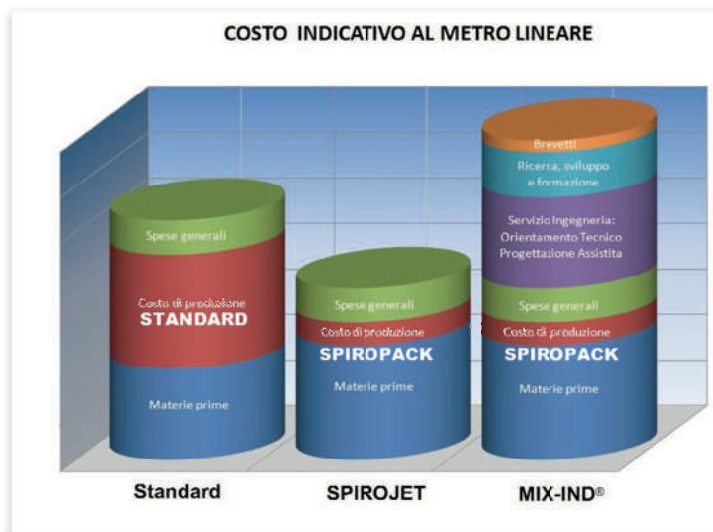 COSTO INDICATIVO AL METRO LINEARE
Spese generali
Costo di produzione
STANDARD
Materie prime
Standard
Spese generali
Costo di produzione
SPIROPACK
Materie prime
SPIROJET
Brevetti
Ricerca, sviluppo
e formazione
Servizio Ingegneria:
Orientamento Tecnico
Progettazione Assistita
Spese generali
Costo di produzione
SPIROPACK
Materie prime
MIX-IND®